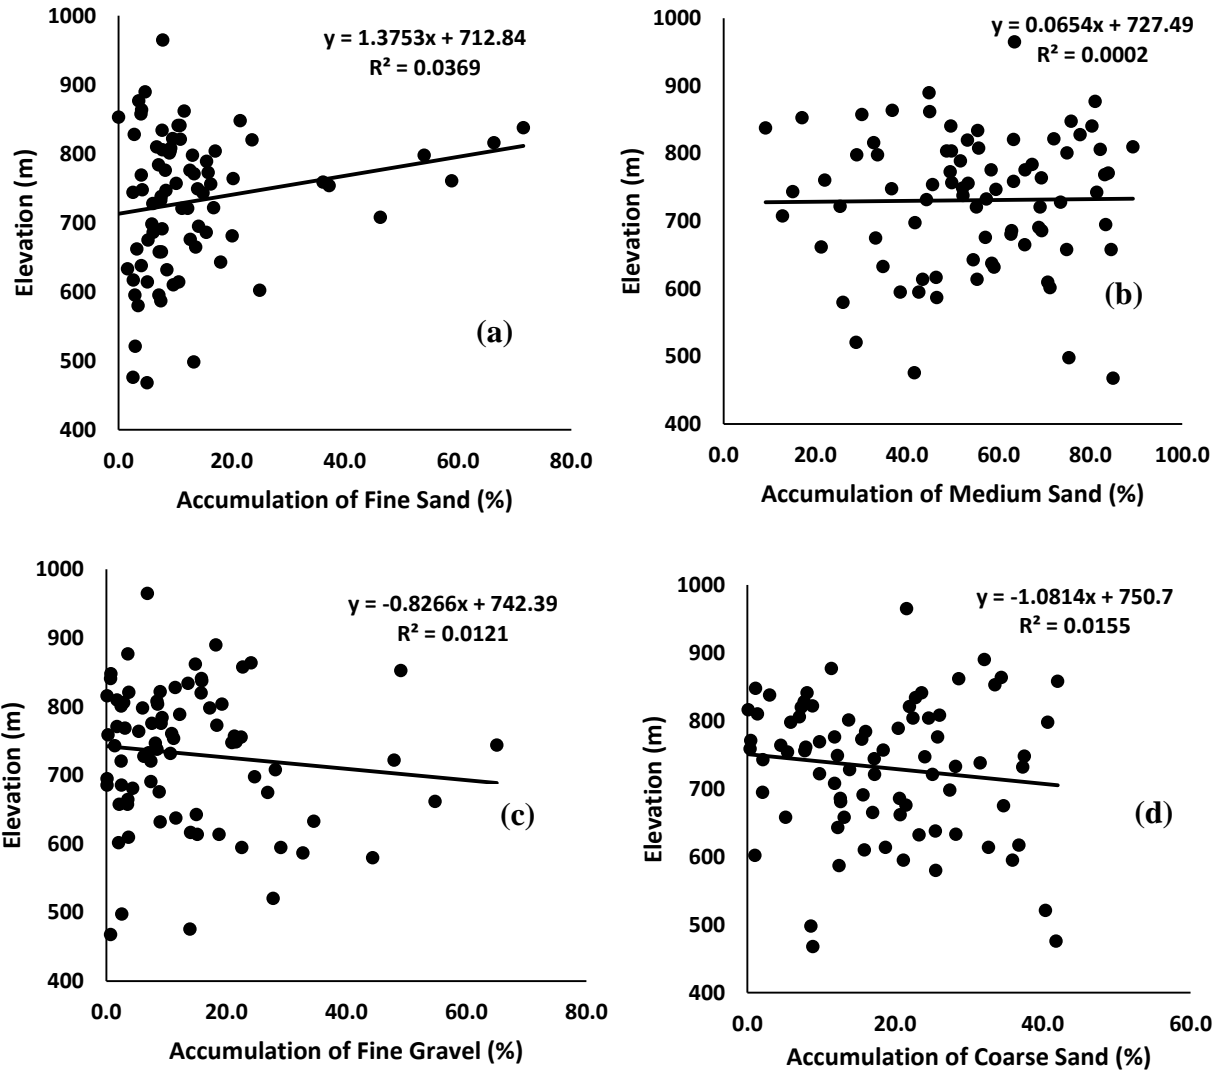 y = 1.3753x + 712.84
R² = 0.0369
1000
900
800
700
600
500
400
Elevation (m)
(a)
0.0 20.0 40.0 60.0 80.0
Accumulation of Fine Sand (%)
y = 0.0654x + 727.49
R² = 0.0002
1000
900
800
700
600
500
400
Elevation (m)
(b)
0.0 20.0 40.0 60.0 80.0 100.0
Accumulation of Medium Sand (%)
y = -0.8266x + 742.39
R² = 0.0121
1000
900
800
700
600
500
400
Elevation (m)
(c)
0.0 20.0 40.0 60.0 80.0
Accumulation of Fine Gravel (%)
y = -1.0814x + 750.7
R² = 0.0155
1000
900
800
700
600
500
400
Elevation (m)
(d)
0.0 20.0 40.0 60.0
Accumulation of Coarse Sand (%)